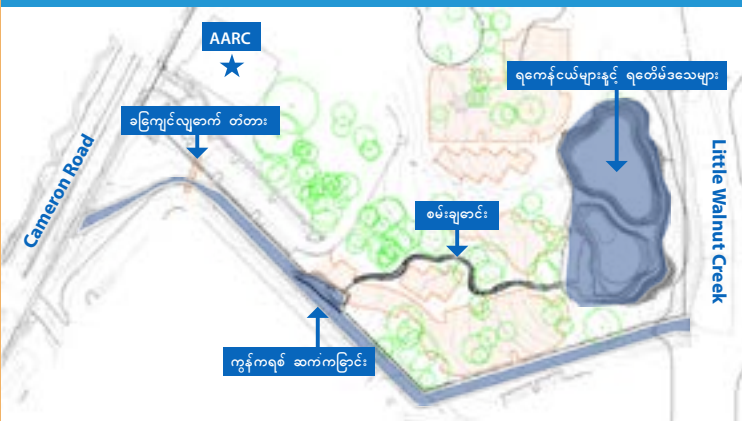 AARC
ရကေန်ငယ်များနှင့် ရတေိမ်ဒသေများ
ခြေကျင်လျှောက် တံတား
Cameron Road
Little Walnut Creek
စမ်းချောင်း
ကွန်ကရစ် ဆက်ကြောင်း